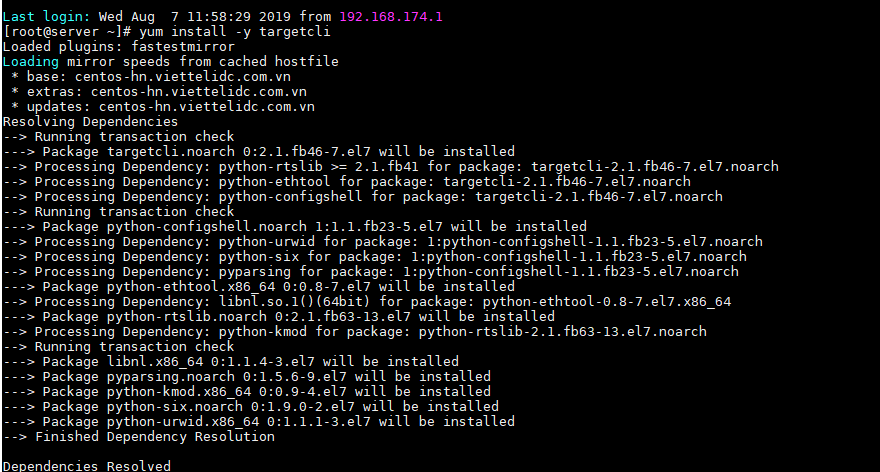 Last login: Wed Aug  7 11:58:29 2019 from 192.168.174.1
[root@server ~]# yum install -y targetcli
Loaded plugins: fastestmirror
Loading mirror speeds from cached hostfile
 * base: centos-hn.viettelidc.com.vn
 * extras: centos-hn.viettelidc.com.vn
 * updates: centos-hn.viettelidc.com.vn
Resolving Dependencies
--> Running transaction check
---> Package targetcli.noarch 0:2.1.fb46-7.el7 will be installed
--> Processing Dependency: python-rtslib >= 2.1.fb41 for package: targetcli-2.1.fb46-7.el7.noarch
--> Processing Dependency: python-ethtool for package: targetcli-2.1.fb46-7.el7.noarch
--> Processing Dependency: python-configshell for package: targetcli-2.1.fb46-7.el7.noarch
--> Running transaction check
---> Package python-configshell.noarch 1:1.1.fb23-5.el7 will be installed
--> Processing Dependency: python-urwid for package: 1:python-configshell-1.1.fb23-5.el7.noarch
--> Processing Dependency: python-six for package: 1:python-configshell-1.1.fb23-5.el7.noarch
--> Processing Dependency: pyparsing for package: 1:python-configshell-1.1.fb23-5.el7.noarch
---> Package python-ethtool.x86_64 0:0.8-7.el7 will be installed
--> Processing Dependency: libnl.so.1()(64bit) for package: python-ethtool-0.8-7.el7.x86_64
---> Package python-rtslib.noarch 0:2.1.fb63-13.el7 will be installed
--> Processing Dependency: python-kmod for package: python-rtslib-2.1.fb63-13.el7.noarch
--> Running transaction check
---> Package libnl.x86_64 0:1.1.4-3.el7 will be installed
---> Package pyparsing.noarch 0:1.5.6-9.el7 will be installed
---> Package python-kmod.x86_64 0:0.9-4.el7 will be installed
---> Package python-six.noarch 0:1.9.0-2.el7 will be installed
---> Package python-urwid.x86_64 0:1.1.1-3.el7 will be installed
--> Finished Dependency Resolution
Dependencies Resolved